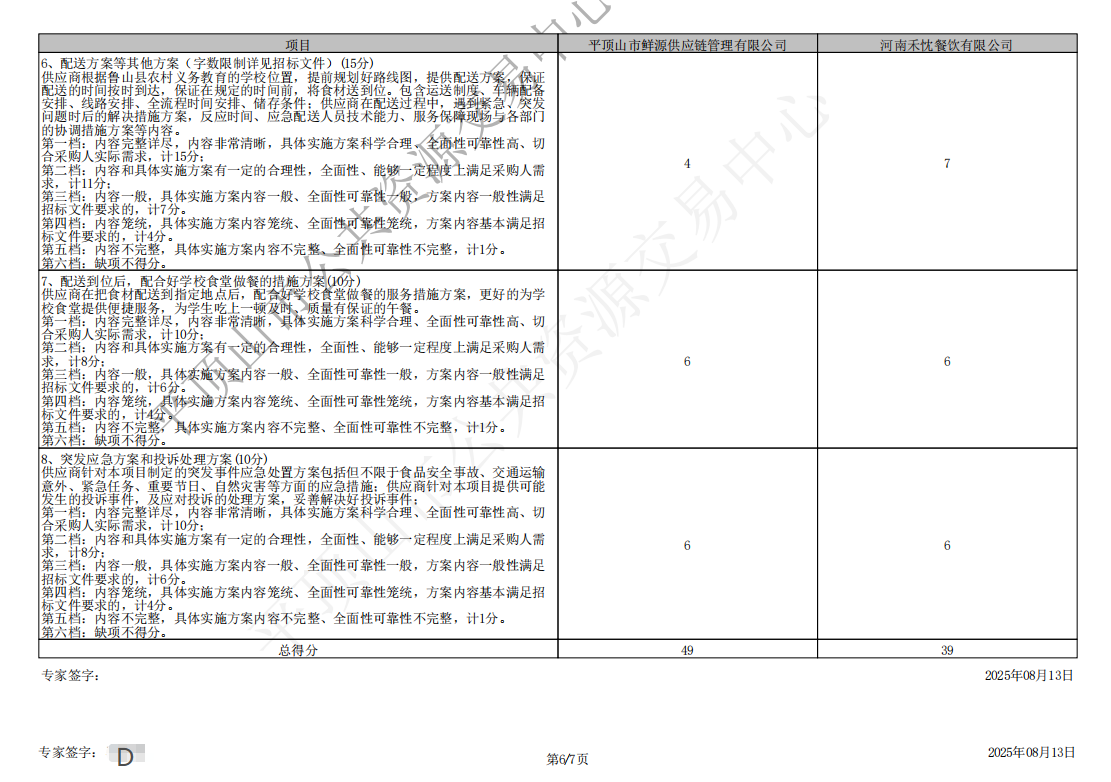 项目 平顶山市鲜源供应链管理有限公司 河南禾忱餐饮有限公司
6、配送方案等其他方案（字数限制详见招标文件）(15分)
供应商根据鲁山县农村义务教育的学校位置，提前规划好路线图，提供配送方案，保证
配送的时间按时到达，保证在规定的时间前，将食材送到位。包含运送制度、车辆配备
安排、线路安排、全流程时间安排、储存条件；供应商在配送过程中，遇到紧急、突发
问题时后的解决措施方案，反应时间、应急配送人员技术能力、服务保障现场与各部门
的协调措施方案等内容。
第一档：内容完整详尽，内容非常清晰，具体实施方案科学合理、全面性可靠性高、切
合采购人实际需求，计15分；
第二档：内容和具体实施方案有一定的合理性，全面性、能够一定程度上满足采购人需
求，计11分；
第三档：内容一般，具体实施方案内容一般、全面性可靠性一般，方案内容一般性满足
招标文件要求的，计7分。
第四档：内容笼统，具体实施方案内容笼统、全面性可靠性笼统，方案内容基本满足招
标文件要求的，计4分。
第五档：内容不完整，具体实施方案内容不完整、全面性可靠性不完整，计1分。
第六档：缺项不得分。
4 7
7、配送到位后，配合好学校食堂做餐的措施方案(10分)
供应商在把食材配送到指定地点后，配合好学校食堂做餐的服务措施方案，更好的为学
校食堂提供便捷服务，为学生吃上一顿及时、质量有保证的午餐。
第一档：内容完整详尽，内容非常清晰，具体实施方案科学合理、全面性可靠性高、切
合采购人实际需求，计10分；
第二档：内容和具体实施方案有一定的合理性，全面性、能够一定程度上满足采购人需
求，计8分；
第三档：内容一般，具体实施方案内容一般、全面性可靠性一般，方案内容一般性满足
招标文件要求的，计6分。
第四档：内容笼统，具体实施方案内容笼统、全面性可靠性笼统，方案内容基本满足招
标文件要求的，计4分。
第五档：内容不完整，具体实施方案内容不完整、全面性可靠性不完整，计1分。
第六档：缺项不得分。
6 6
8、突发应急方案和投诉处理方案(10分)
供应商针对本项目制定的突发事件应急处置方案包括但不限于食品安全事故、交通运输
意外、紧急任务、重要节日、自然灾害等方面的应急措施；供应商针对本项目提供可能
发生的投诉事件，及应对投诉的处理方案，妥善解决好投诉事件；
第一档：内容完整详尽，内容非常清晰，具体实施方案科学合理、全面性可靠性高、切
合采购人实际需求，计10分；
第二档：内容和具体实施方案有一定的合理性，全面性、能够一定程度上满足采购人需
求，计8分；
第三档：内容一般，具体实施方案内容一般、全面性可靠性一般，方案内容一般性满足
招标文件要求的，计6分。
第四档：内容笼统，具体实施方案内容笼统、全面性可靠性笼统，方案内容基本满足招
标文件要求的，计4分。
第五档：内容不完整，具体实施方案内容不完整、全面性可靠性不完整，计1分。
第六档：缺项不得分。
6 6
总得分 49 39
专家签字： 2025年08月13日
专家签字： D 第6/7页 2025年08月13日
平顶山市公共资源交易中心
平顶山市公共资源交易中心